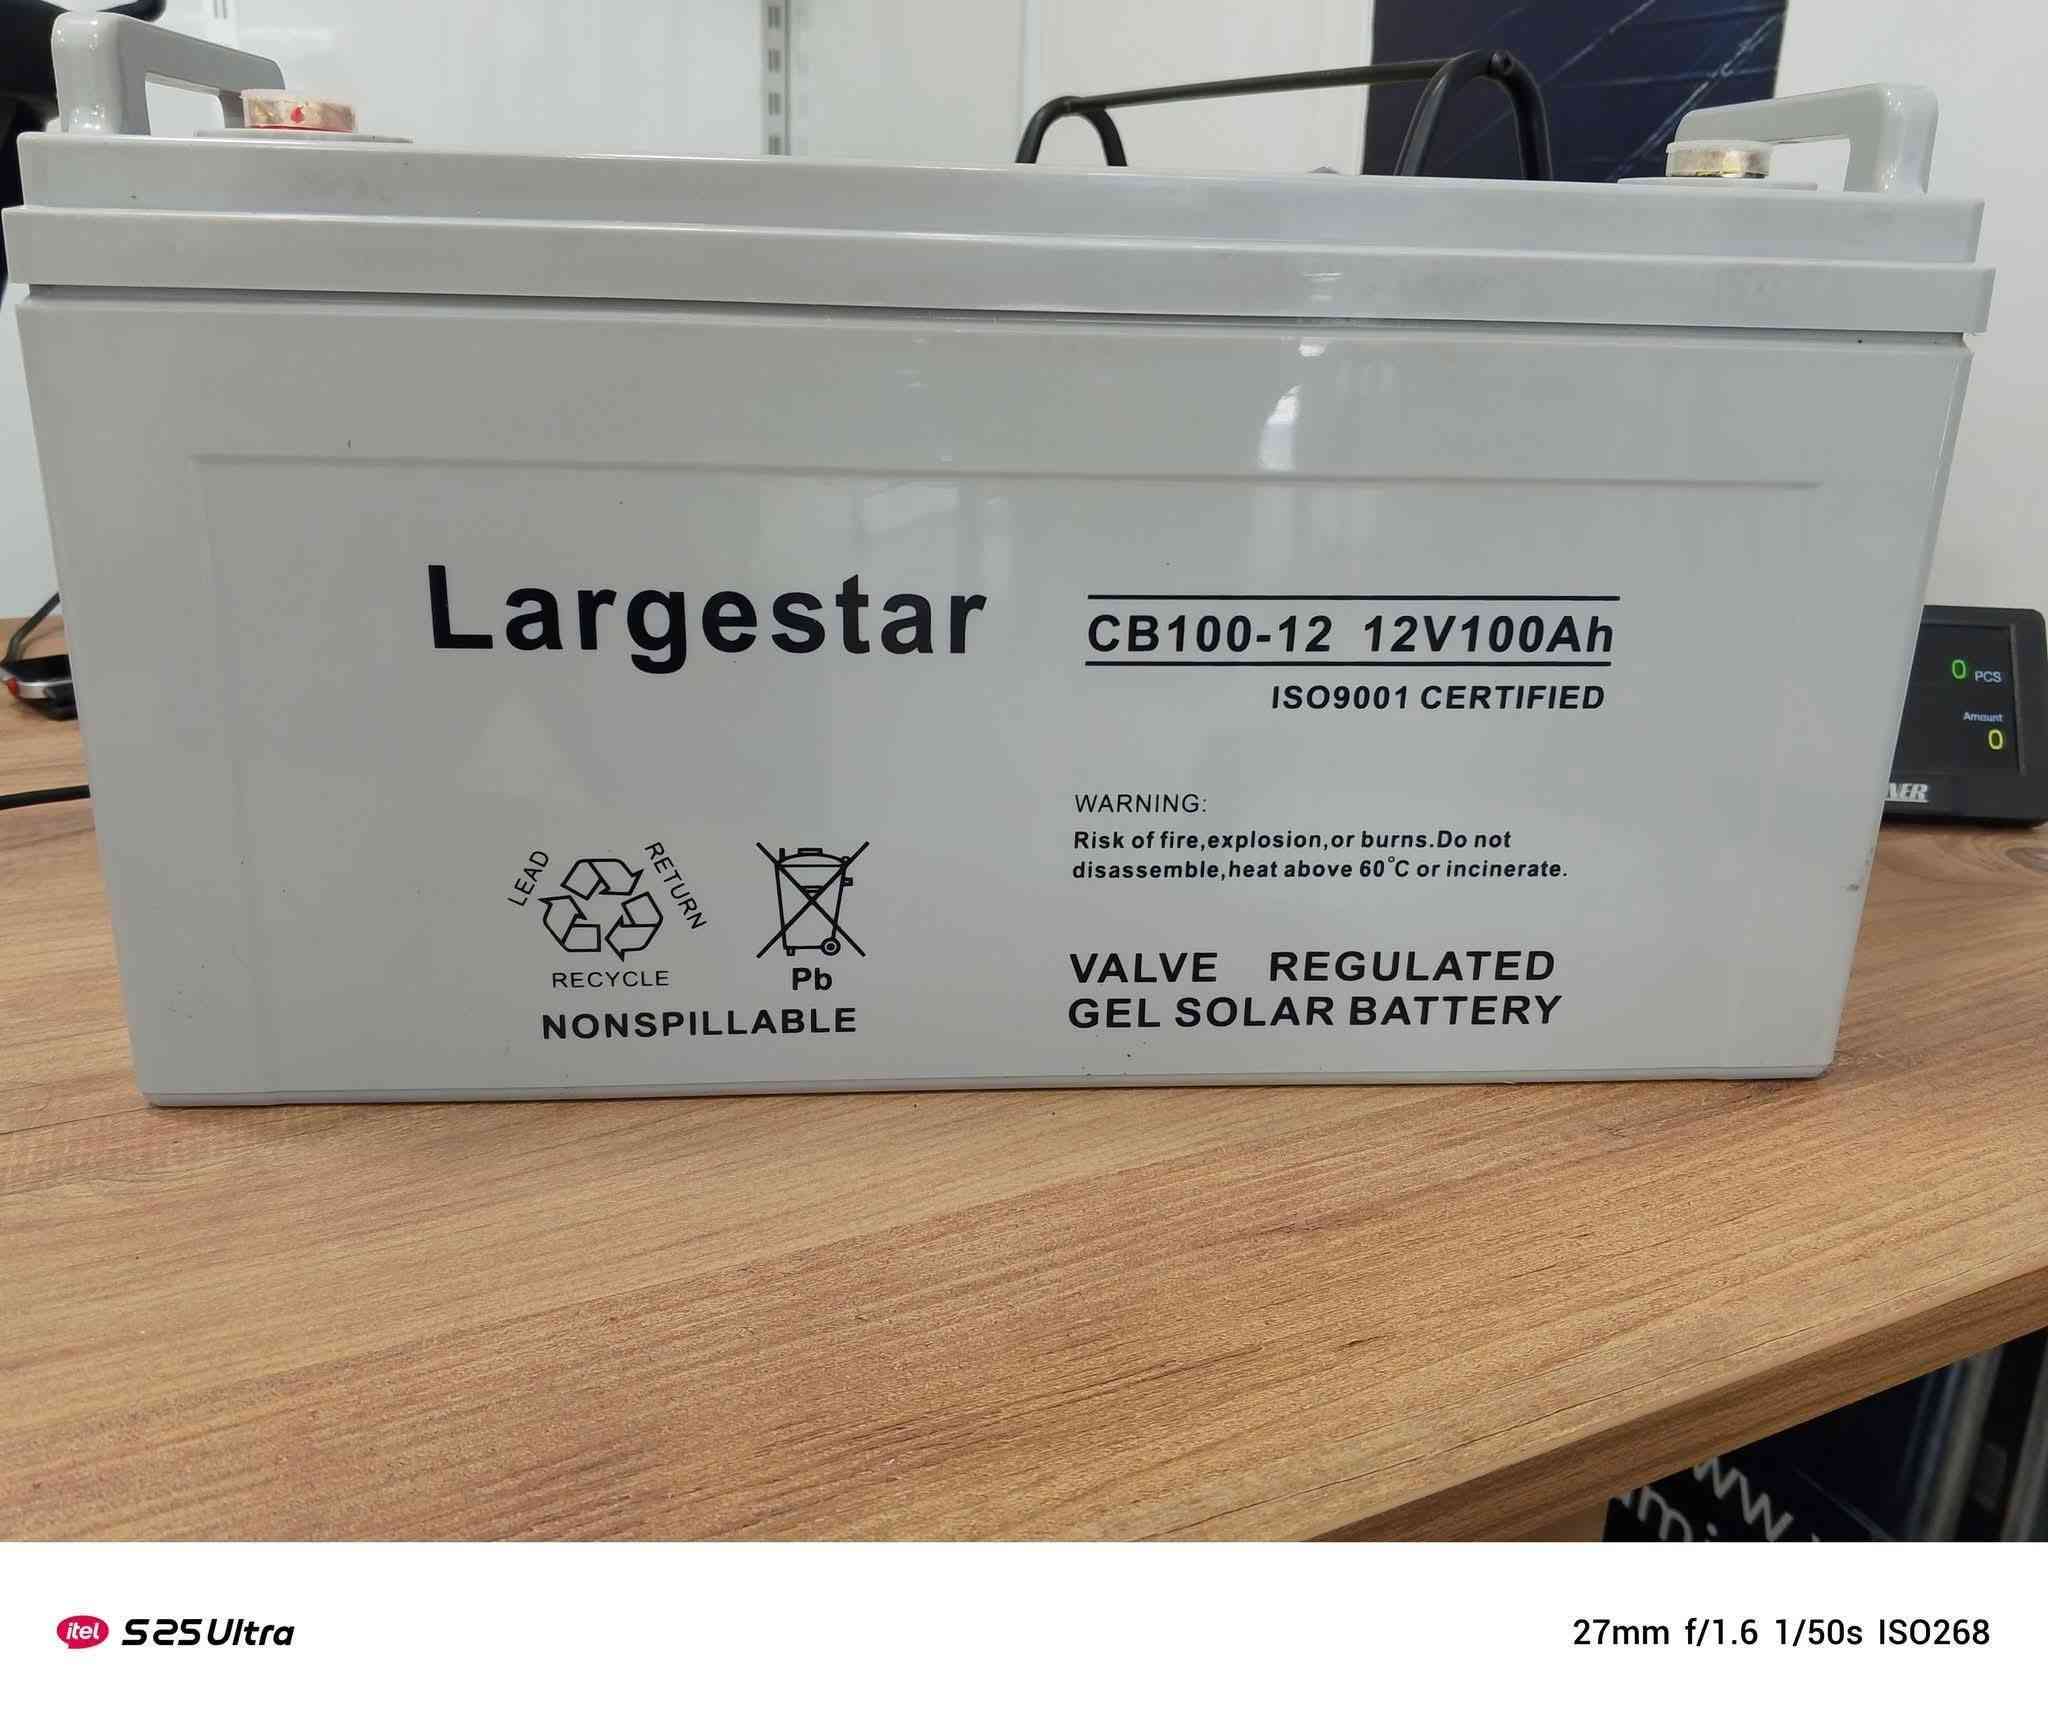 Largestar
CB100-12 12V100Ah
ISO9001 CERTIFIED
WARNING:
Risk of fire,explosion,or burns.Do not
disassemble,heat above 60°C or incinerate.
LEAD
RETURN
RECYCLE
Pb
NONSPILLABLE
VALVE REGULATED
GEL SOLAR BATTERY
0 PCS
Amount
0
itel S25 Ultra
27mm f/1.6 1/50s ISO268